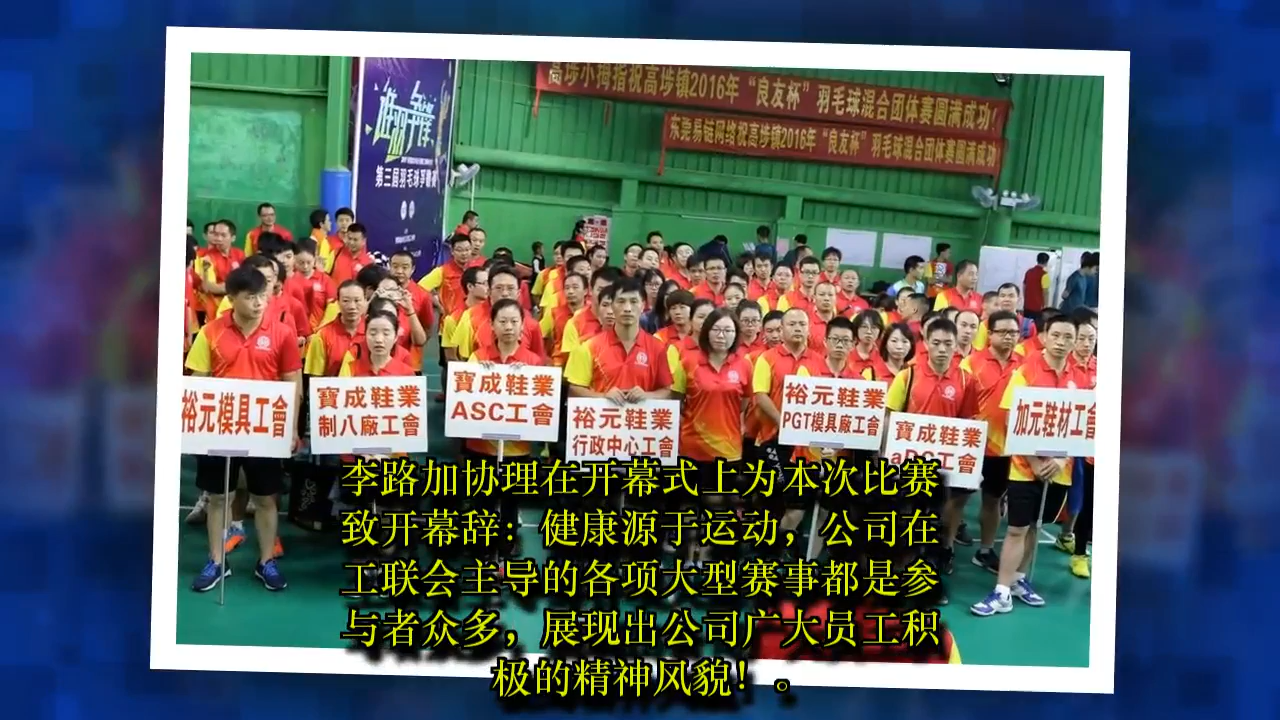 高埗小拇指祝高埗镇2016年“良友杯”羽毛球混合团体赛圆满成功！
东莞易链网络祝高埗镇2016年“良友杯”羽毛球混合团体赛圆满成功
谁羽争锋
第三届羽毛球争霸赛
裕元模具工會
寶成鞋業
制八廠工會
寶成鞋業
ASC工會
裕元鞋業
行政中心工會
裕元鞋業
PGT模具廠工會
寶成鞋業
工會
加元鞋材工會
李路加协理在开幕式上为本次比赛
致开幕辞：健康源于运动，公司在
工联会主导的各项大型赛事都是参
与者众多，展现出公司广大员工积
极的精神风貌！。